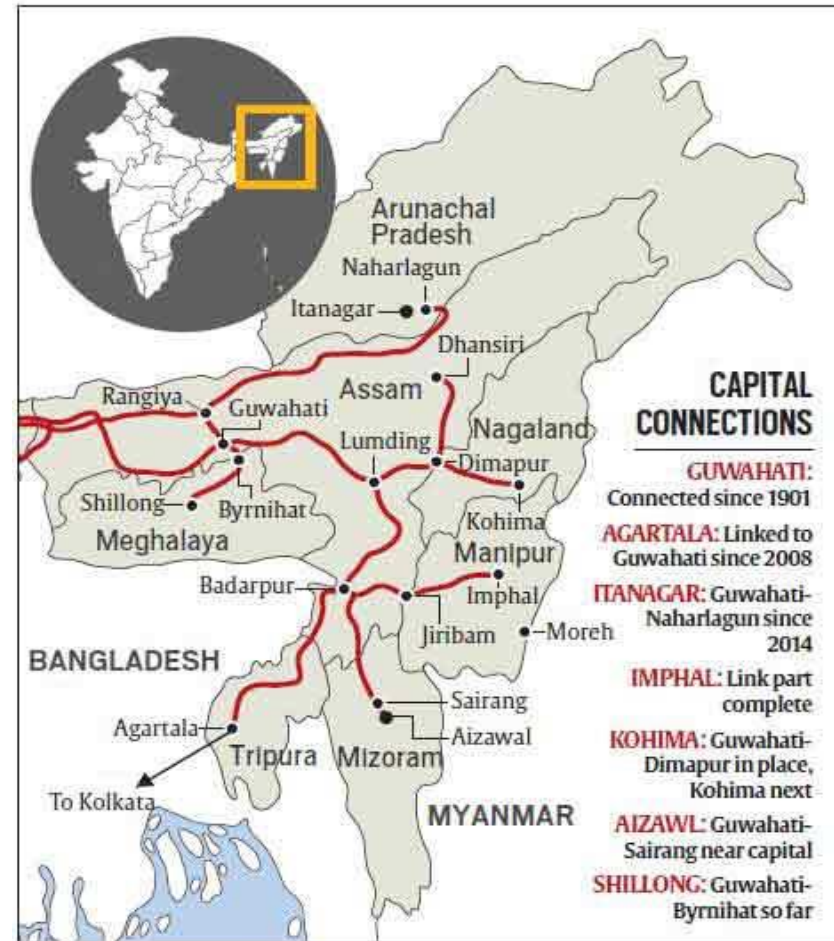 Arunachal
Pradesh
Naharlagun
Itanagar
Dhansiri
Assam
Rangiya
Guwahati
Nagaland
Lumding
Dimapur
Shillong
Byrnihat
Kohima
Meghalaya
Manipur
Badarpur
Imphal
Jiribam
Moreh
BANGLADESH
Sairang
Agartala
Aizawal
Tripura
Mizoram
To Kolkata
MYANMAR
CAPITAL
CONNECTIONS
GUWAHATI:
Connected since 1901
AGARTALA: Linked to
Guwahati since 2008
ITANAGAR: Guwahati-
Naharlagun since
2014
IMPHAL: Link part
complete
KOHIMA: Guwahati-
Dimapur in place,
Kohima next
AIZAWL: Guwahati-
Sairang near capital
SHILLONG: Guwahati-
Byrnihat so far